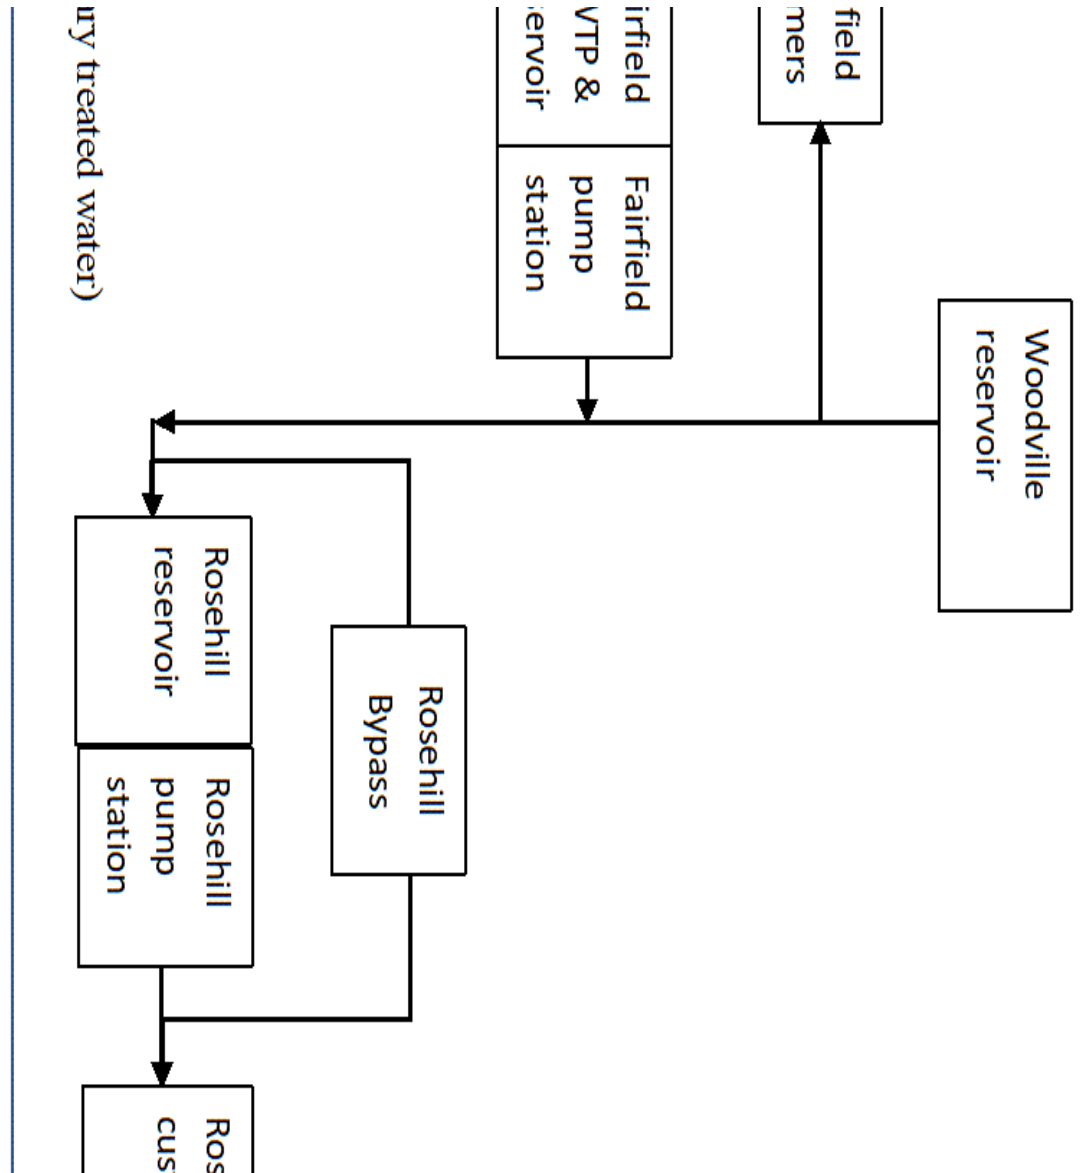 Woodville
reservoir
field
mers
irfield
VTP &
ervoir
Fairfield
pump
station
Rosehill
Bypass
Rosehill
reservoir
Rosehill
pump
station
Ros
cus
ry treated water)